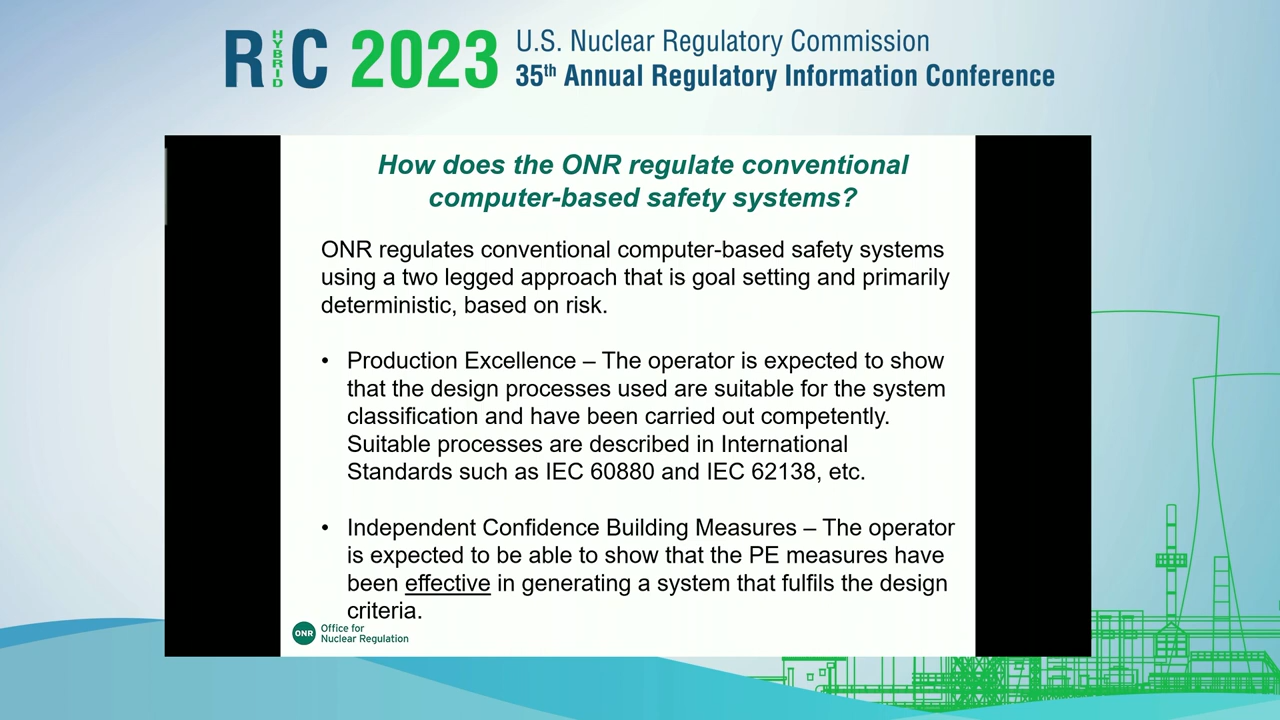 RIC HYBRID 2023
U.S. Nuclear Regulatory Commission
35th Annual Regulatory Information Conference
How does the ONR regulate conventional
computer-based safety systems?
ONR regulates conventional computer-based safety systems
using a two legged approach that is goal setting and primarily
deterministic, based on risk.
• Production Excellence – The operator is expected to show
that the design processes used are suitable for the system
classification and have been carried out competently.
Suitable processes are described in International
Standards such as IEC 60880 and IEC 62138, etc.
• Independent Confidence Building Measures – The operator
is expected to be able to show that the PE measures have
been effective in generating a system that fulfils the design
criteria.
ONR
Office for
Nuclear Regulation